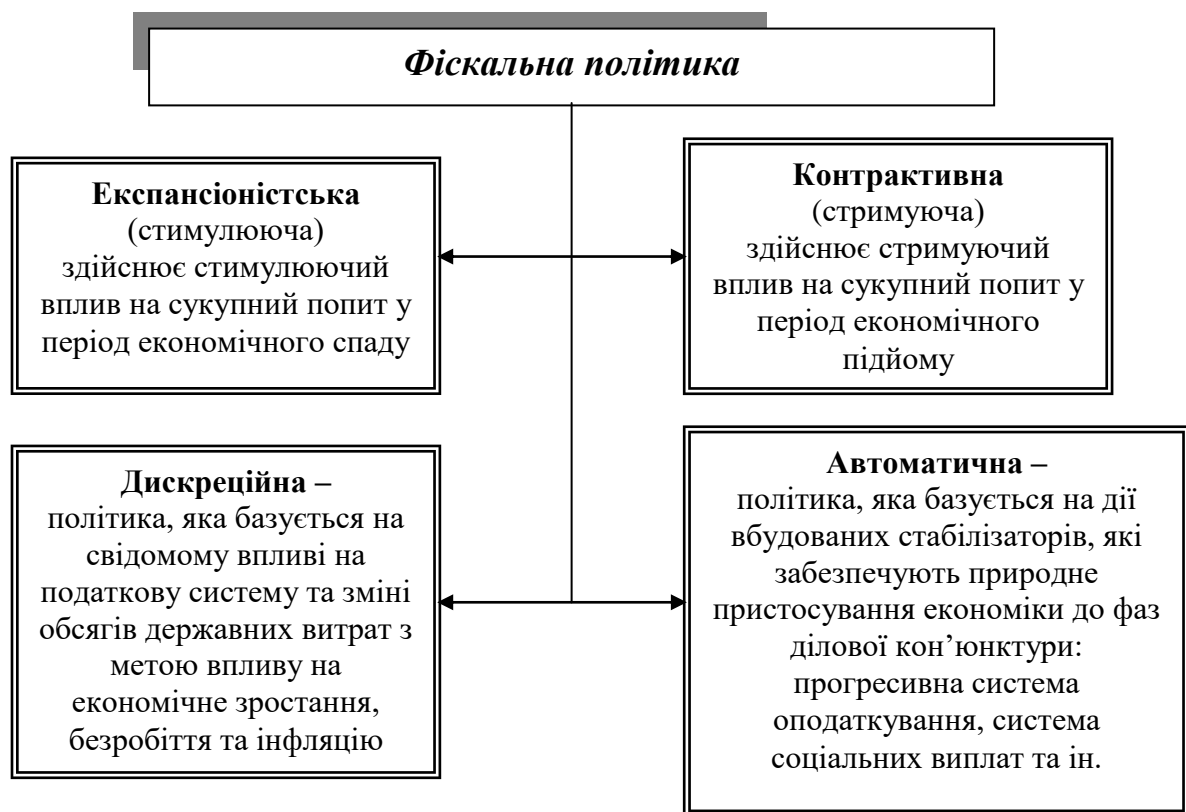 Фіскальна політика
Експансіоністська
(стимулююча)
здійснює стимулюючий
вплив на сукупний попит у
період економічного спаду
Контрактивна
(стримуюча)
здійснює стримуючий
вплив на сукупний попит у
період економічного
підйому
Дискреційна –
політика, яка базується на
свідомому впливі на
податкову систему та зміні
обсягів державних витрат з
метою впливу на
економічне зростання,
безробіття та інфляцію
Автоматична –
політика, яка базується на дії
вбудованих стабілізаторів, які
забезпечують природне
пристосування економіки до фаз
ділової кон’юнктури:
прогресивна система
оподаткування, система
соціальних виплат та ін.